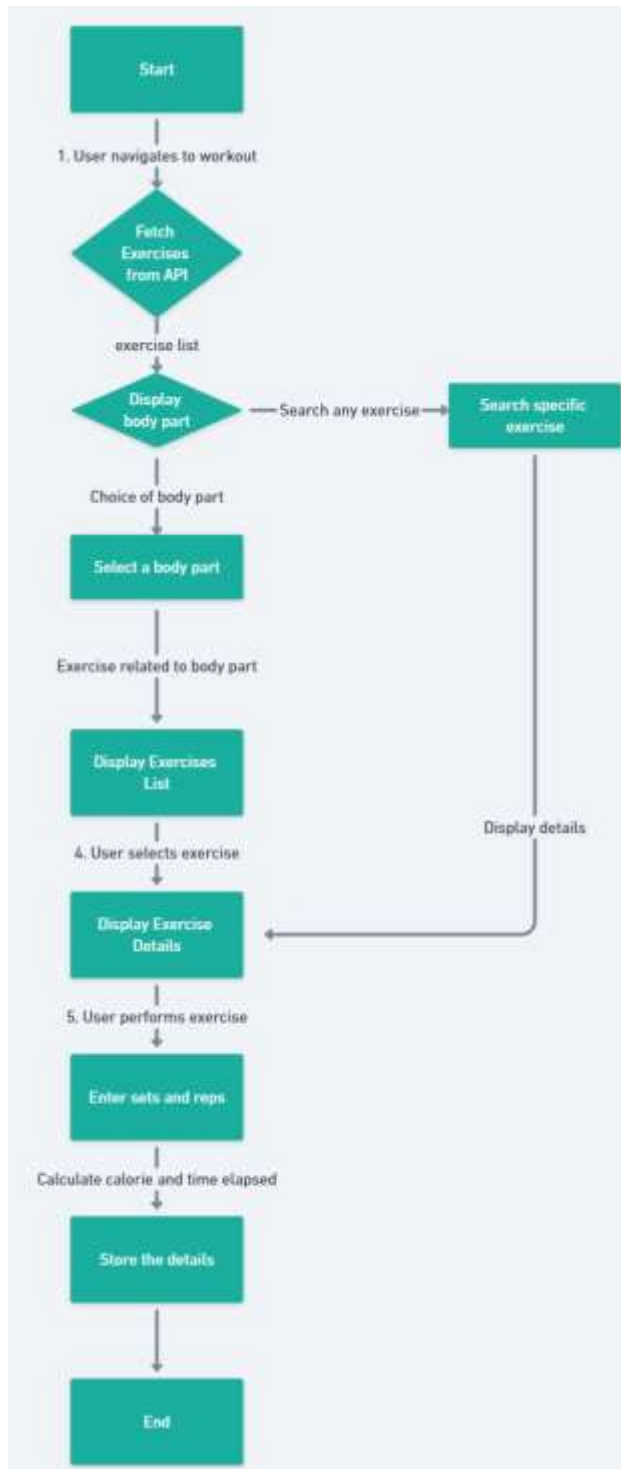 Start
1. User navigates to workout
Fetch
Exercises
from API
exercise list
Display
body part
Search any exercise
Search specific
exercise
Choice of body part
Select a body part
Exercise related to body part
Display Exercises
List
Display details
4. User selects exercise
Display Exercise
Details
5. User performs exercise
Enter sets and reps
Calculate calorie and time elapsed
Store the details
End